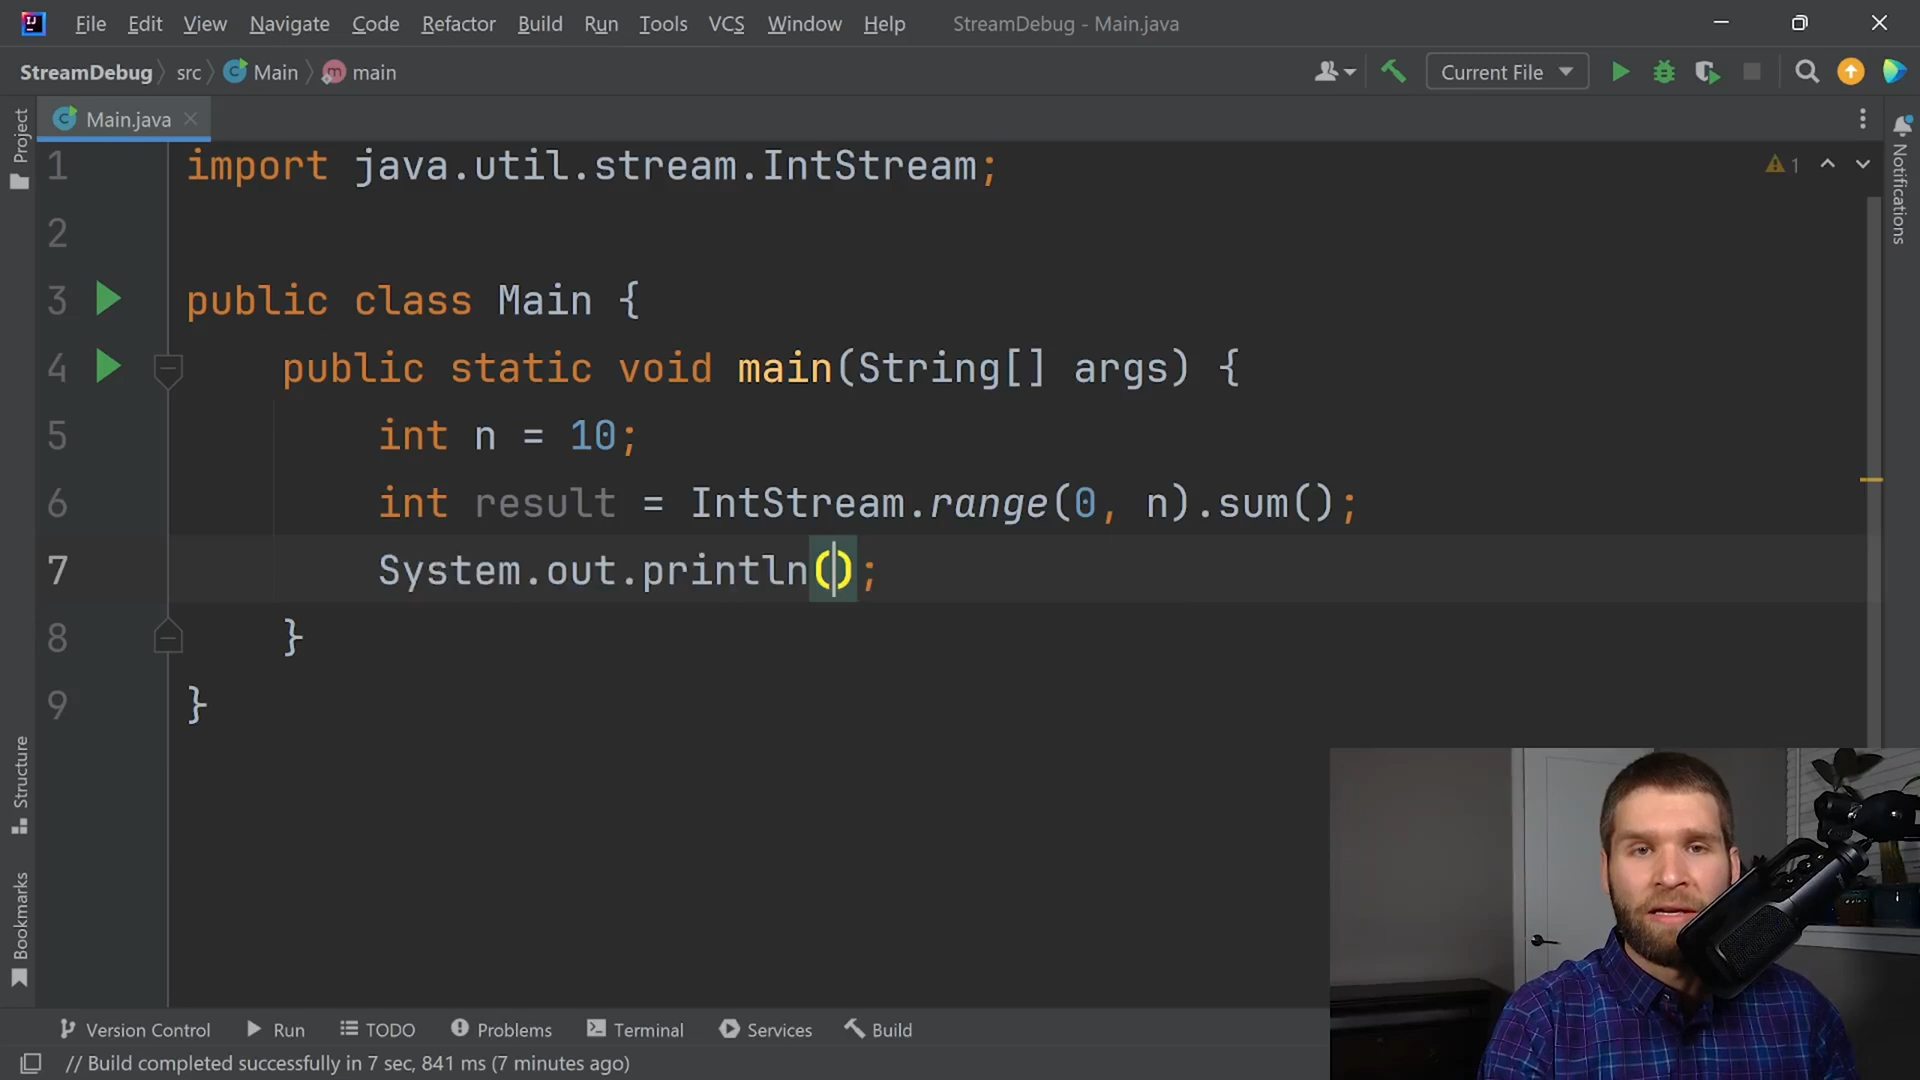 File Edit View Navigate Code Refactor Build Run Tools VCS Window Help StreamDebug - Main.java
StreamDebug src Main m main Current File
Project
Main.java
Notifications
1 import java.util.stream.IntStream; 1
2
3 public class Main {
4 public static void main(String[] args) {
5 int n = 10;
6 int result = IntStream.range(0, n).sum();
7 System.out.println();
8 }
9 }
Structure
Bookmarks
Version Control Run TODO Problems Terminal Services Build
// Build completed successfully in 7 sec, 841 ms (7 minutes ago)